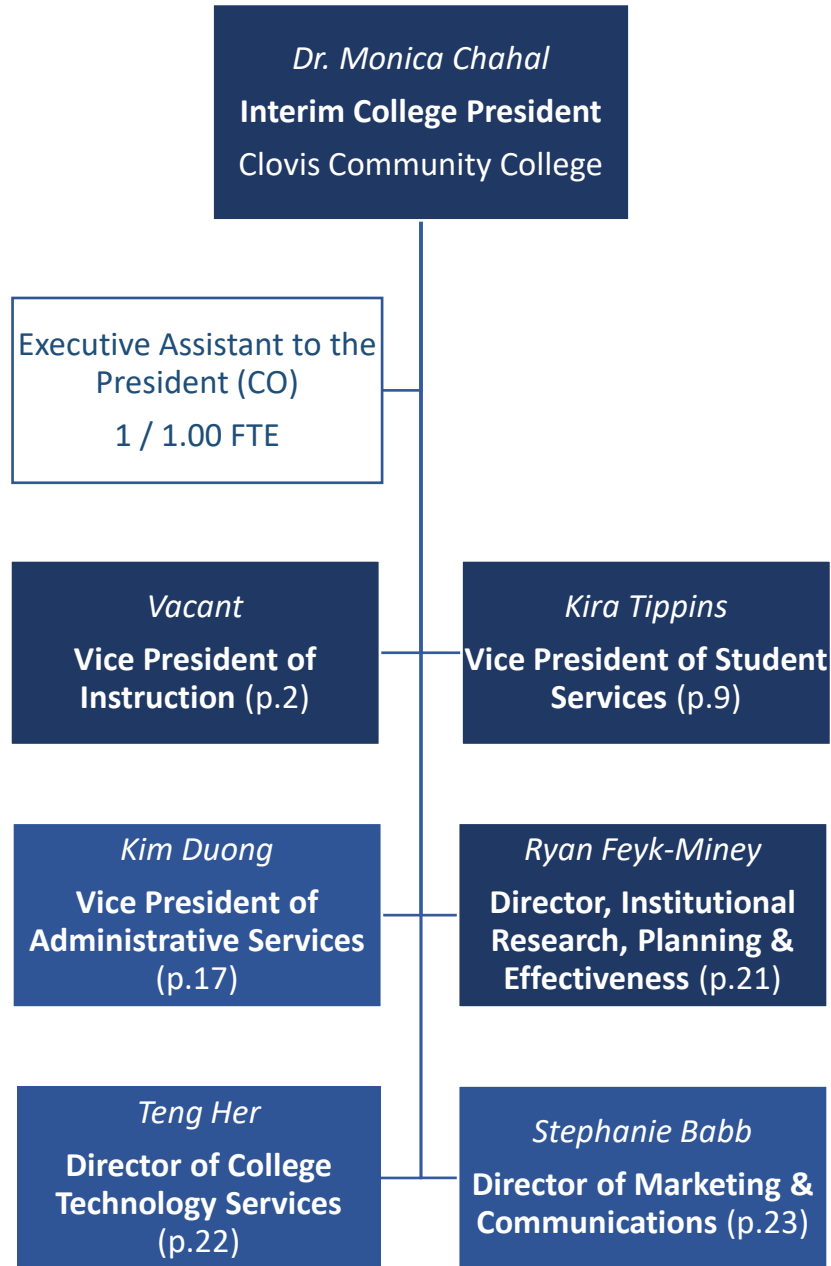 Dr. Monica Chahal
Interim College President
Clovis Community College
Executive Assistant to the
President (CO)
1 / 1.00 FTE
Vacant
Vice President of
Instruction (p.2)
Kira Tippins
Vice President of Student
Services (p.9)
Kim Duong
Vice President of
Administrative Services
(p.17)
Ryan Feyk-Miney
Director, Institutional
Research, Planning &
Effectiveness (p.21)
Teng Her
Director of College
Technology Services
(p.22)
Stephanie Babb
Director of Marketing &
Communications (p.23)